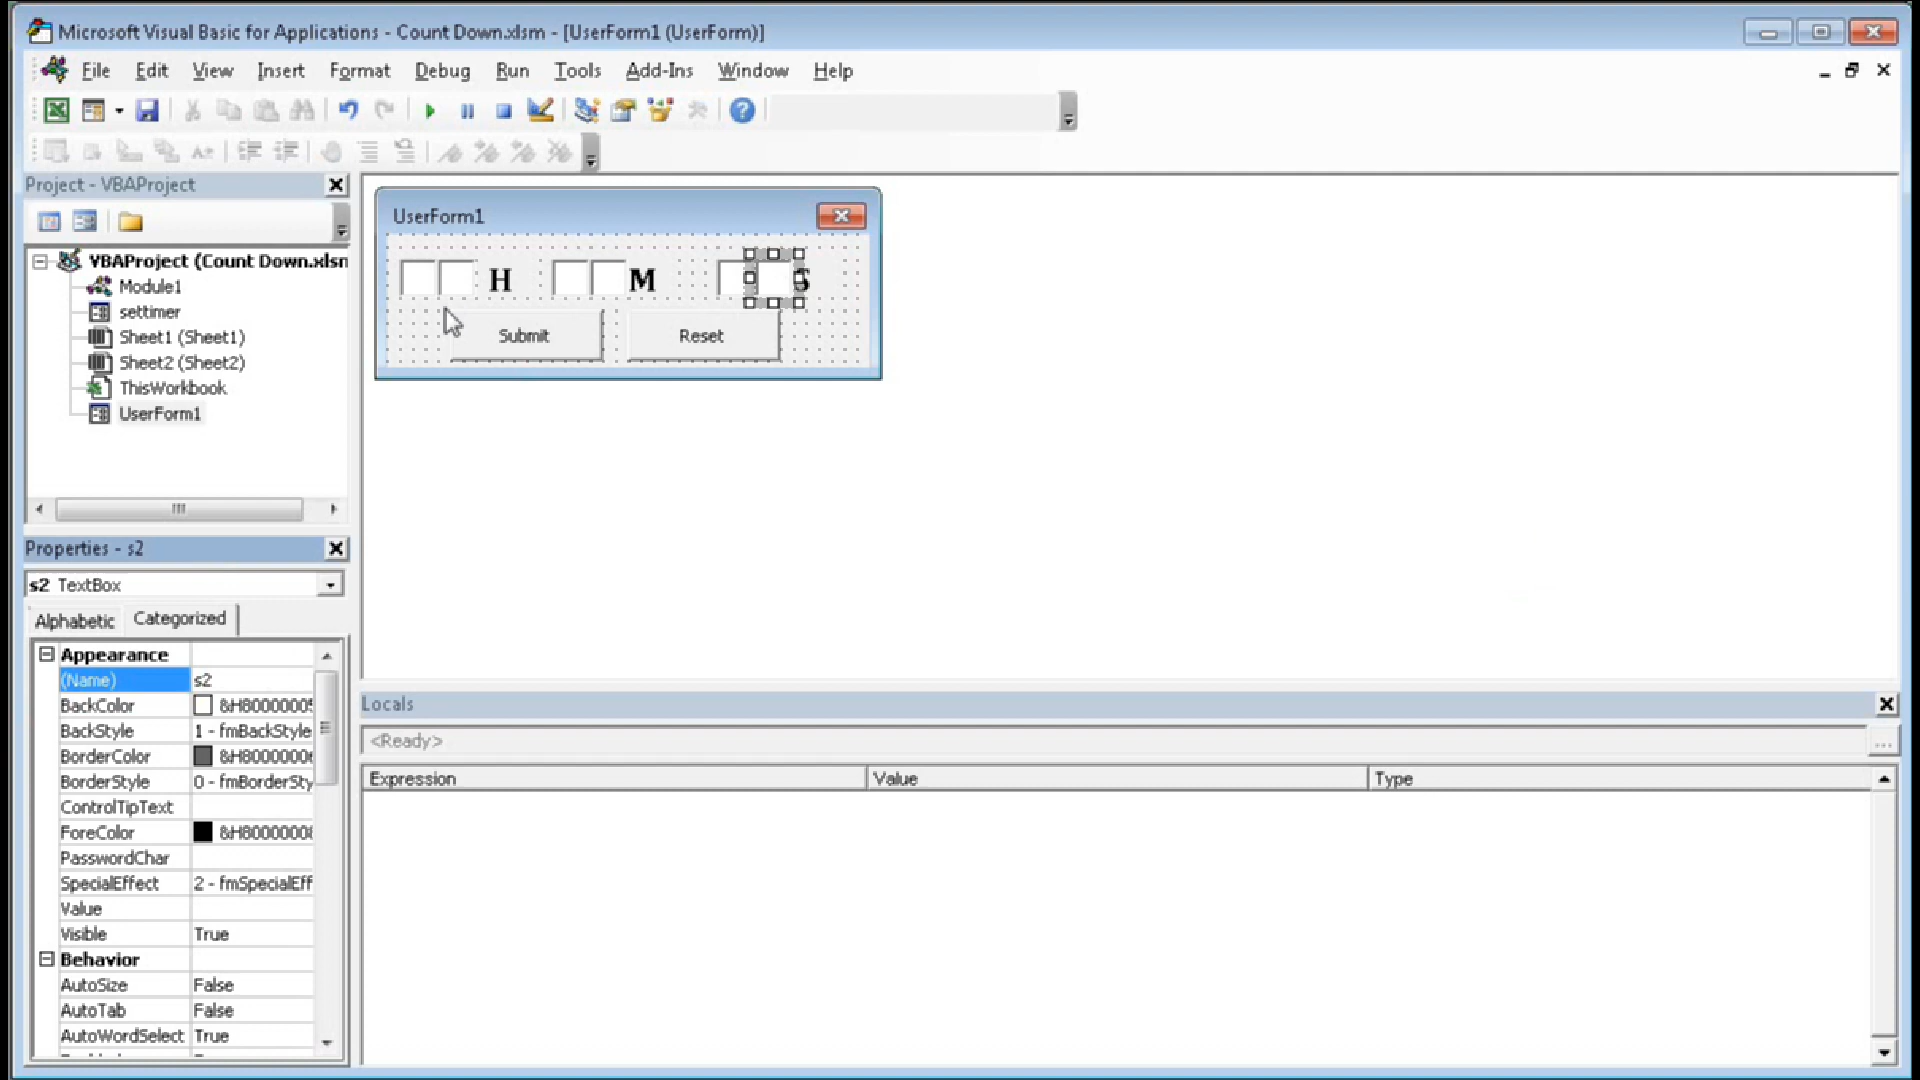 Microsoft Visual Basic for Applications - Count Down.xlsm - [UserForm1 (UserForm)]
File Edit View Insert Format Debug Run Tools Add-Ins Window Help
Project - VBAProject
VBAProject (Count Down.xlsm
Module1
settimer
Sheet1 (Sheet1)
Sheet2 (Sheet2)
ThisWorkbook
UserForm1
UserForm1
H M S
Submit Reset
Properties - s2
s2 TextBox
Alphabetic Categorized
Appearance
(Name) s2
BackColor &H80000005
BackStyle 1 - fmBackStyle
BorderColor &H80000006
BorderStyle 0 - fmBorderSty
ControlTipText
ForeColor &H80000008
PasswordChar
SpecialEffect 2 - fmSpecialEff
Value
Visible True
Behavior
AutoSize False
AutoTab False
AutoWordSelect True
Locals
<Ready>
...
Expression Value Type